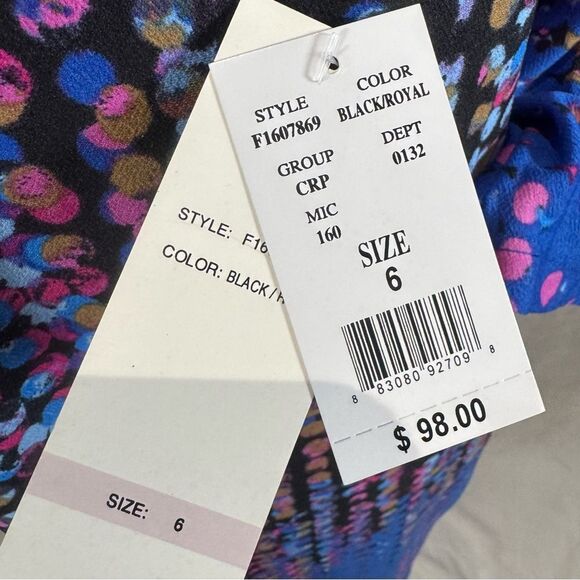 STYLE
F1607869
COLOR
BLACK/ROYAL
GROUP
CRP
DEPT
0132
MIC
160
SIZE
6
8 83080 92709 8
$ 98.00
STYLE: F16
COLOR: BLACK/
SIZE: 6